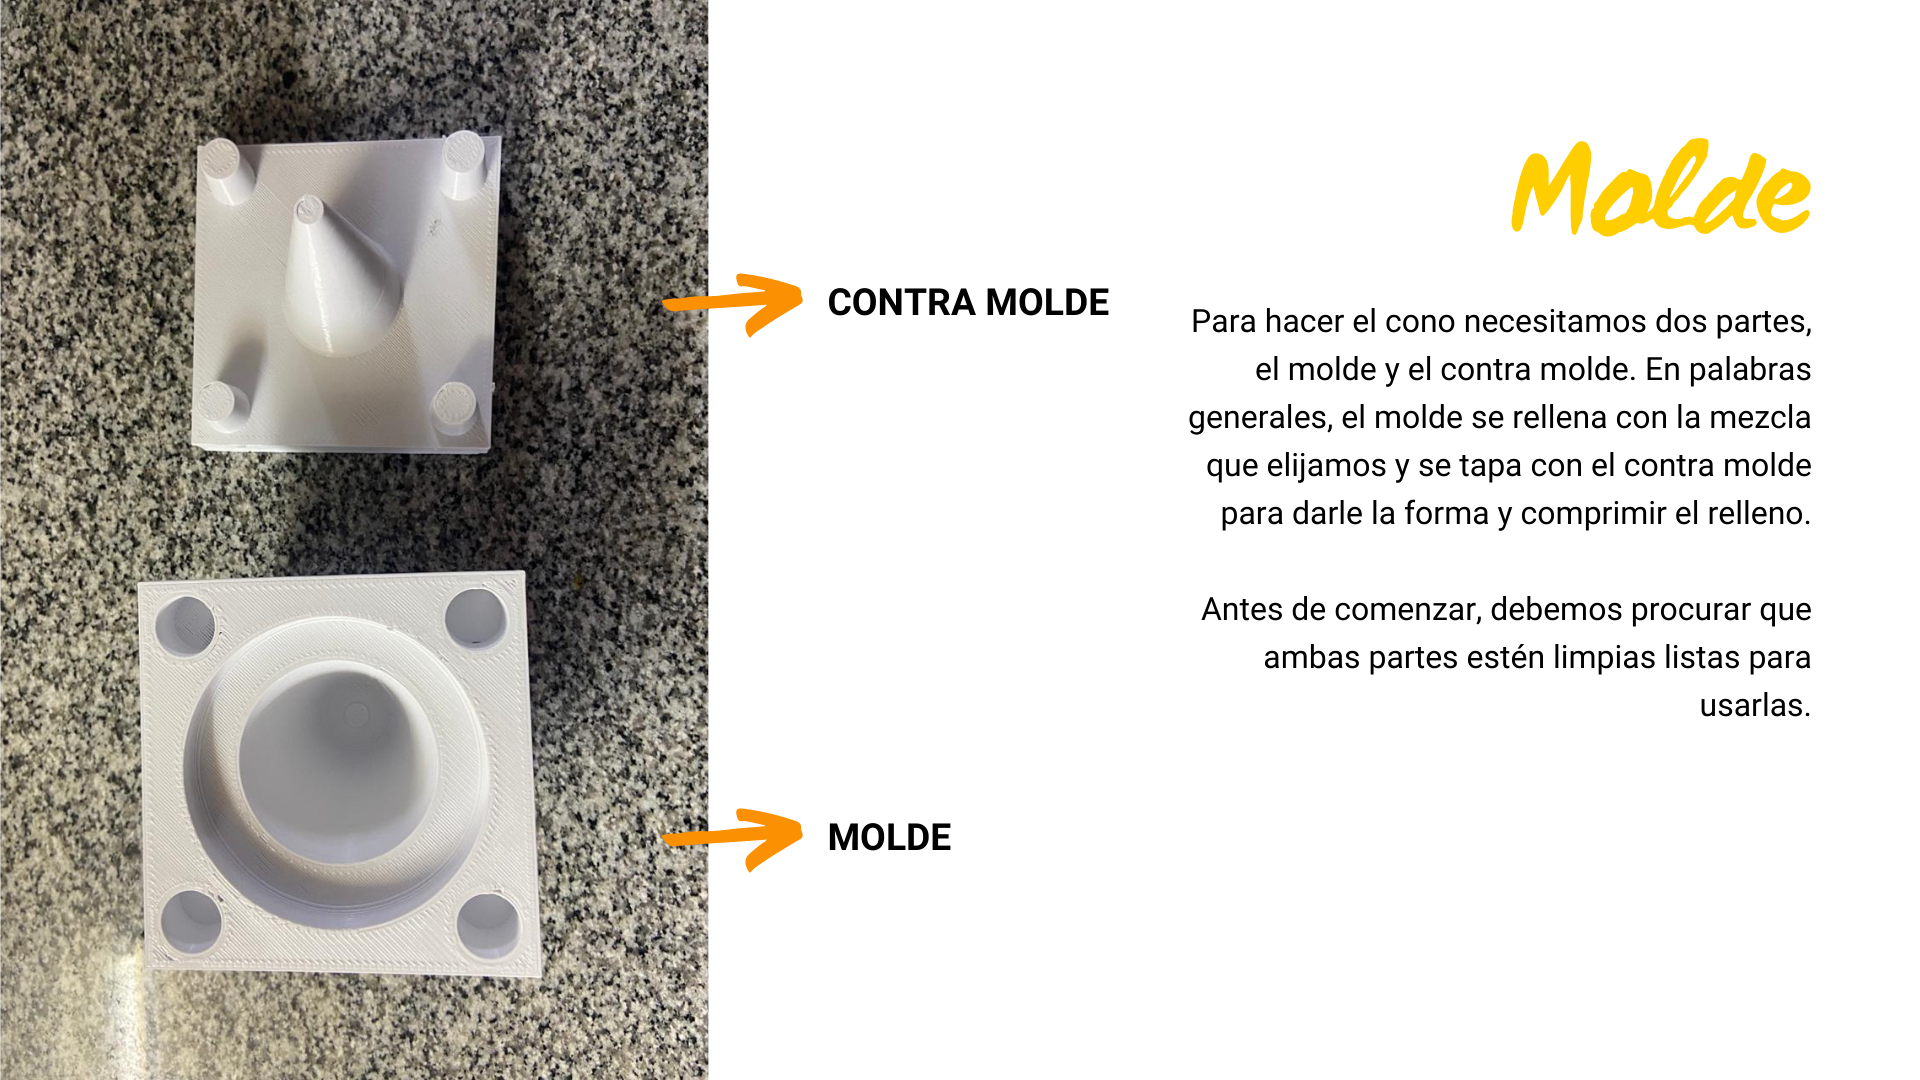 Molde
CONTRA MOLDE
Para hacer el cono necesitamos dos partes,
el molde y el contra molde. En palabras
generales, el molde se rellena con la mezcla
que elijamos y se tapa con el contra molde
para darle la forma y comprimir el relleno.
Antes de comenzar, debemos procurar que
ambas partes estén limpias listas para
usarlas.
MOLDE